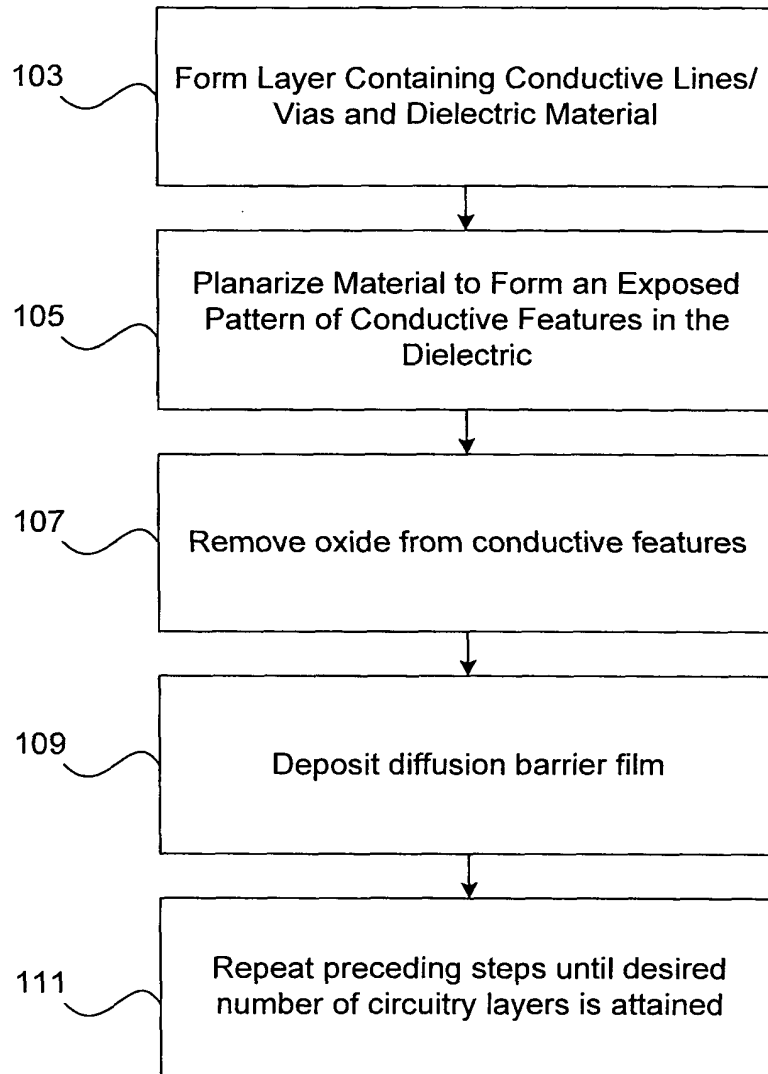 103
Form Layer Containing Conductive Lines/
Vias and Dielectric Material
105
Planarize Material to Form an Exposed
Pattern of Conductive Features in the
Dielectric
107
Remove oxide from conductive features
109
Deposit diffusion barrier film
111
Repeat preceding steps until desired
number of circuitry layers is attained